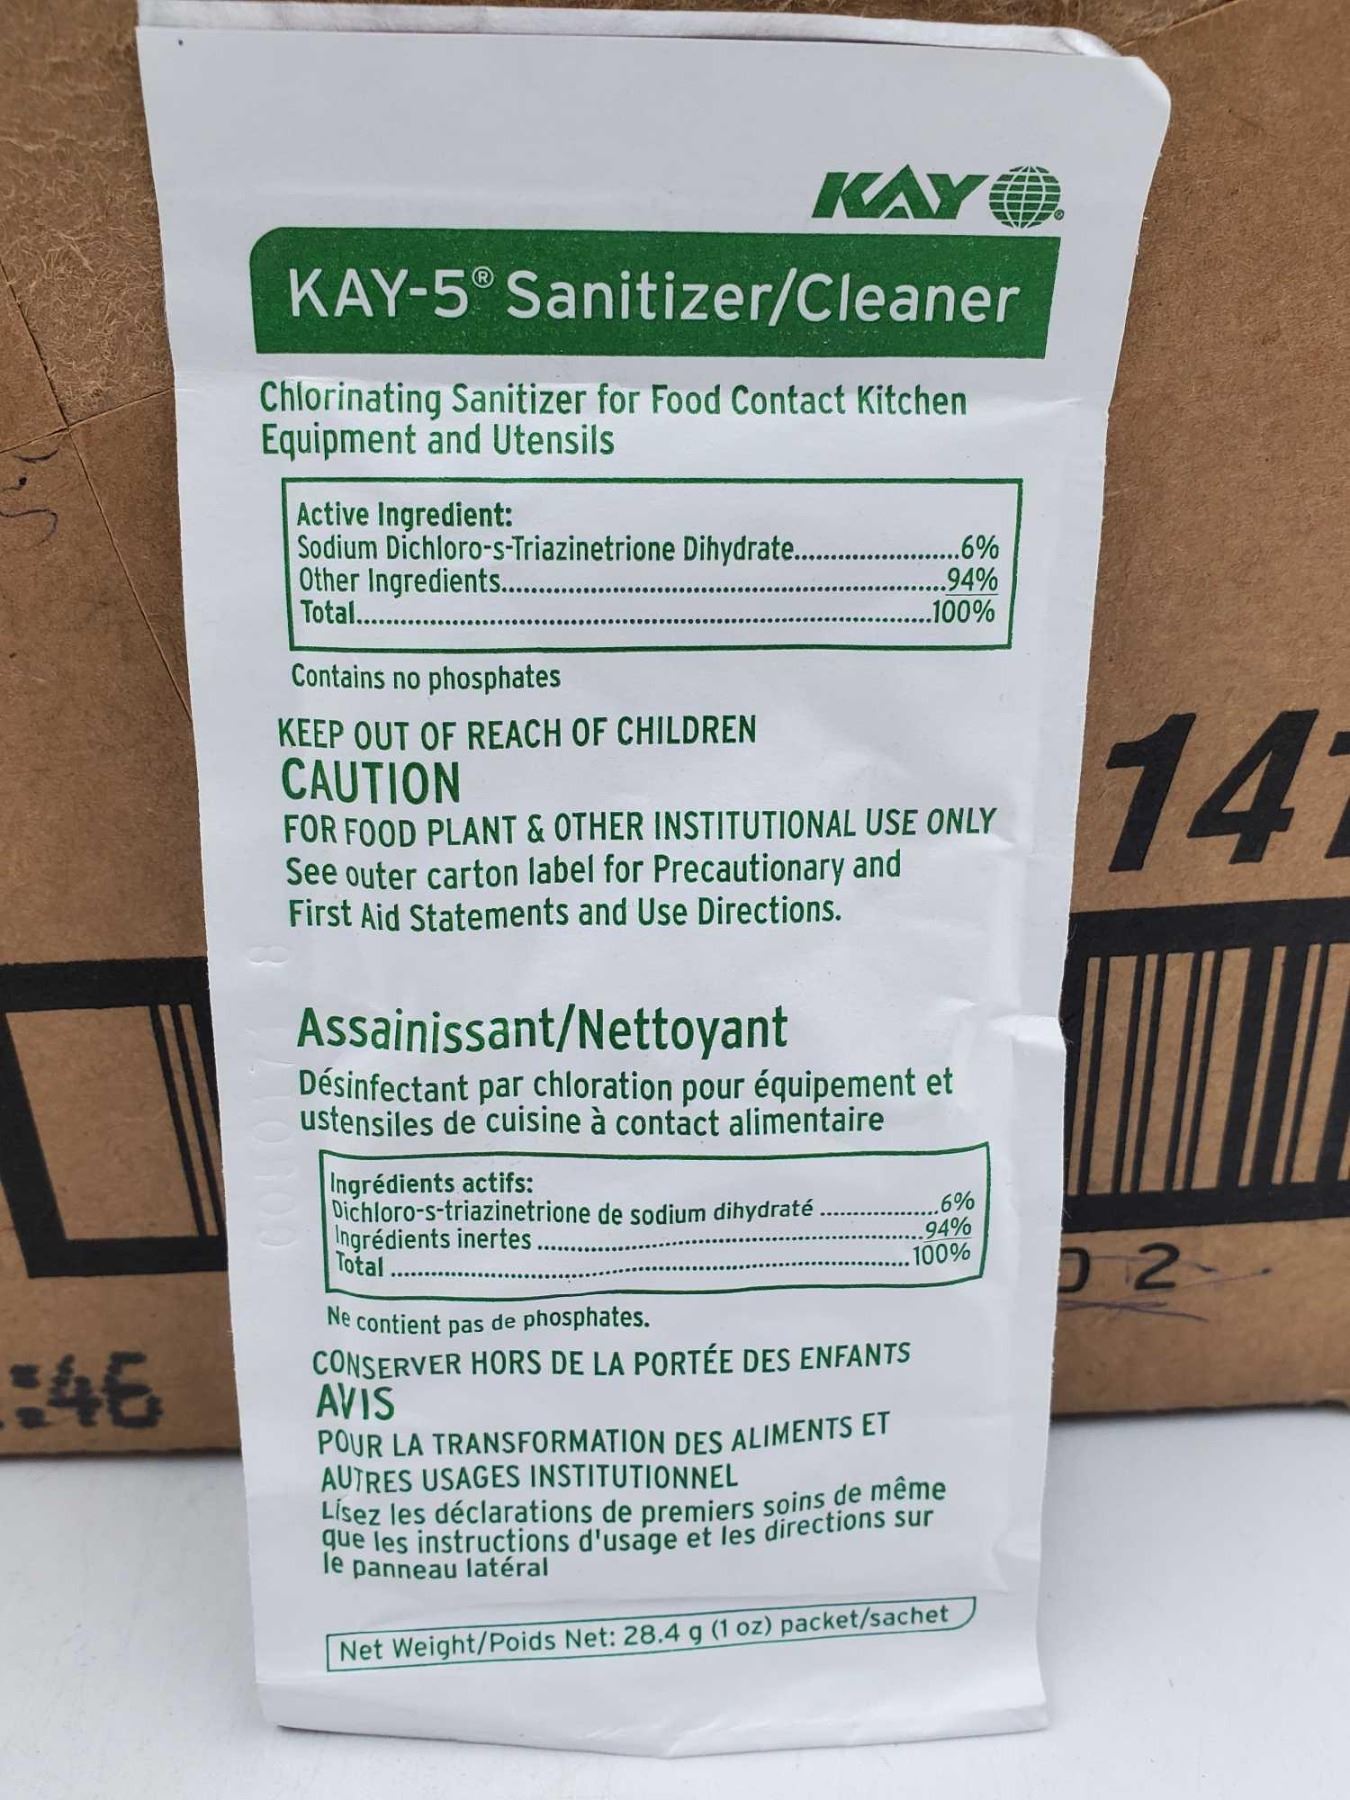 KAY
KAY-5® Sanitizer/Cleaner
Chlorinating Sanitizer for Food Contact Kitchen
Equipment and Utensils
Active Ingredient:
Sodium Dichloro-s-Triazinetrione Dihydrate....................6%
Other Ingredients....................94%
Total....................100%
Contains no phosphates
KEEP OUT OF REACH OF CHILDREN
CAUTION
FOR FOOD PLANT & OTHER INSTITUTIONAL USE ONLY
See outer carton label for Precautionary and
First Aid Statements and Use Directions.
Assainissant/Nettoyant
Désinfectant par chloration pour équipement et
ustensiles de cuisine à contact alimentaire
Ingrédients actifs:
Dichloro-s-triazinetrione de sodium dihydraté ....................6%
Ingrédients inertes ....................94%
Total ....................100%
Ne contient pas de phosphates.
CONSERVER HORS DE LA PORTÉE DES ENFANTS
AVIS
POUR LA TRANSFORMATION DES ALIMENTS ET
AUTRES USAGES INSTITUTIONNEL
Lisez les déclarations de premiers soins de même
que les instructions d'usage et les directions sur
le panneau latéral
Net Weight/Poids Net: 28.4 g (1 oz) packet/sachet
14
2
:46